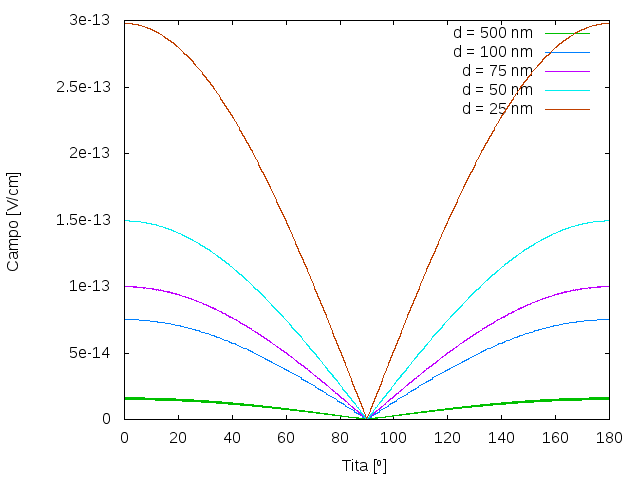 3e-13
2.5e-13
2e-13
1.5e-13
1e-13
5e-14
0
Campo [V/cm]
d = 500 nm
d = 100 nm
d = 75 nm
d = 50 nm
d = 25 nm
0 20 40 60 80 100 120 140 160 180
Tita [º]